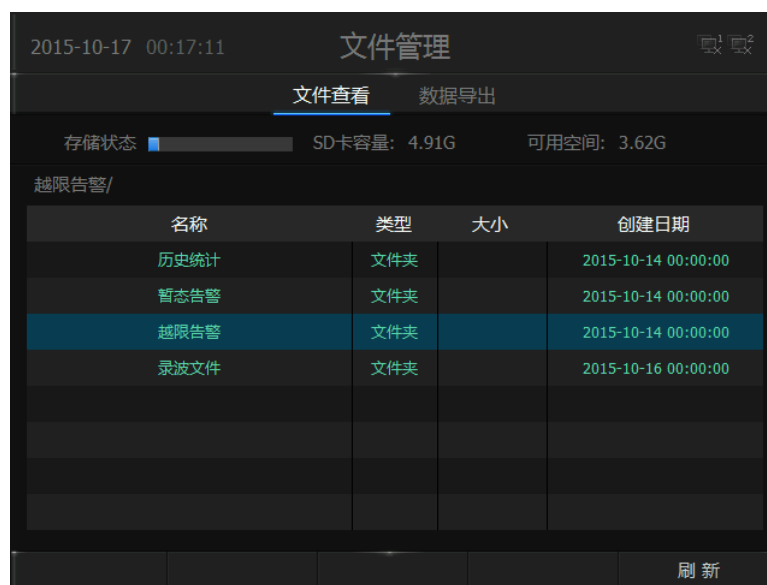 2015-10-17 00:17:11 文件管理 1 2
文件查看 数据导出
存储状态 SD卡容量: 4.91G 可用空间: 3.62G
越限告警/
名称 类型 大小 创建日期
历史统计 文件夹 2015-10-14 00:00:00
暂态告警 文件夹 2015-10-14 00:00:00
越限告警 文件夹 2015-10-14 00:00:00
录波文件 文件夹 2015-10-16 00:00:00
刷 新